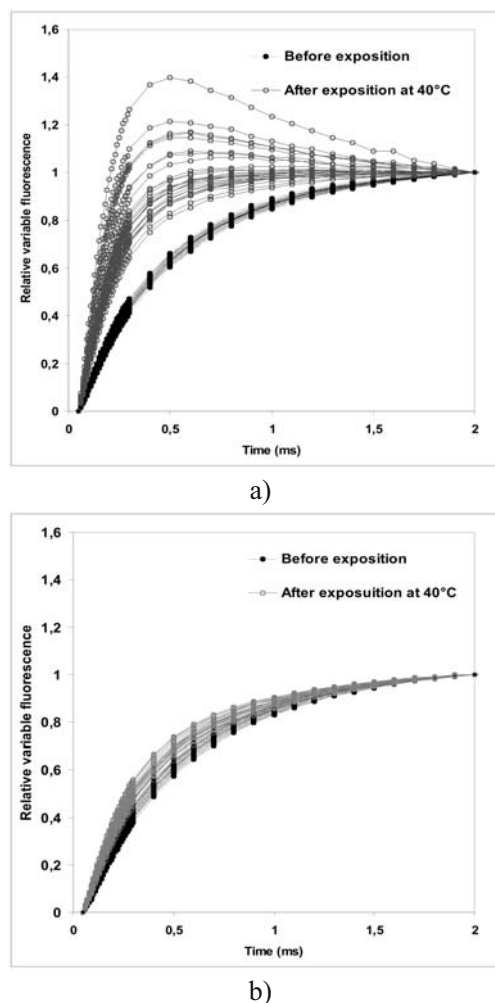 1,6
1,4
1,2
1
0,8
0,6
0,4
0,2
0
Relative variable fluorescence
Before exposition
After exposition at 40°C
0 0,5 1 1,5 2
Time (ms)
a)
1,6
1,4
1,2
1
0,8
0,6
0,4
0,2
0
Relative variable fluorescence
Before exposition
After exposuition at 40°C
0 0,5 1 1,5 2
Time (ms)
b)